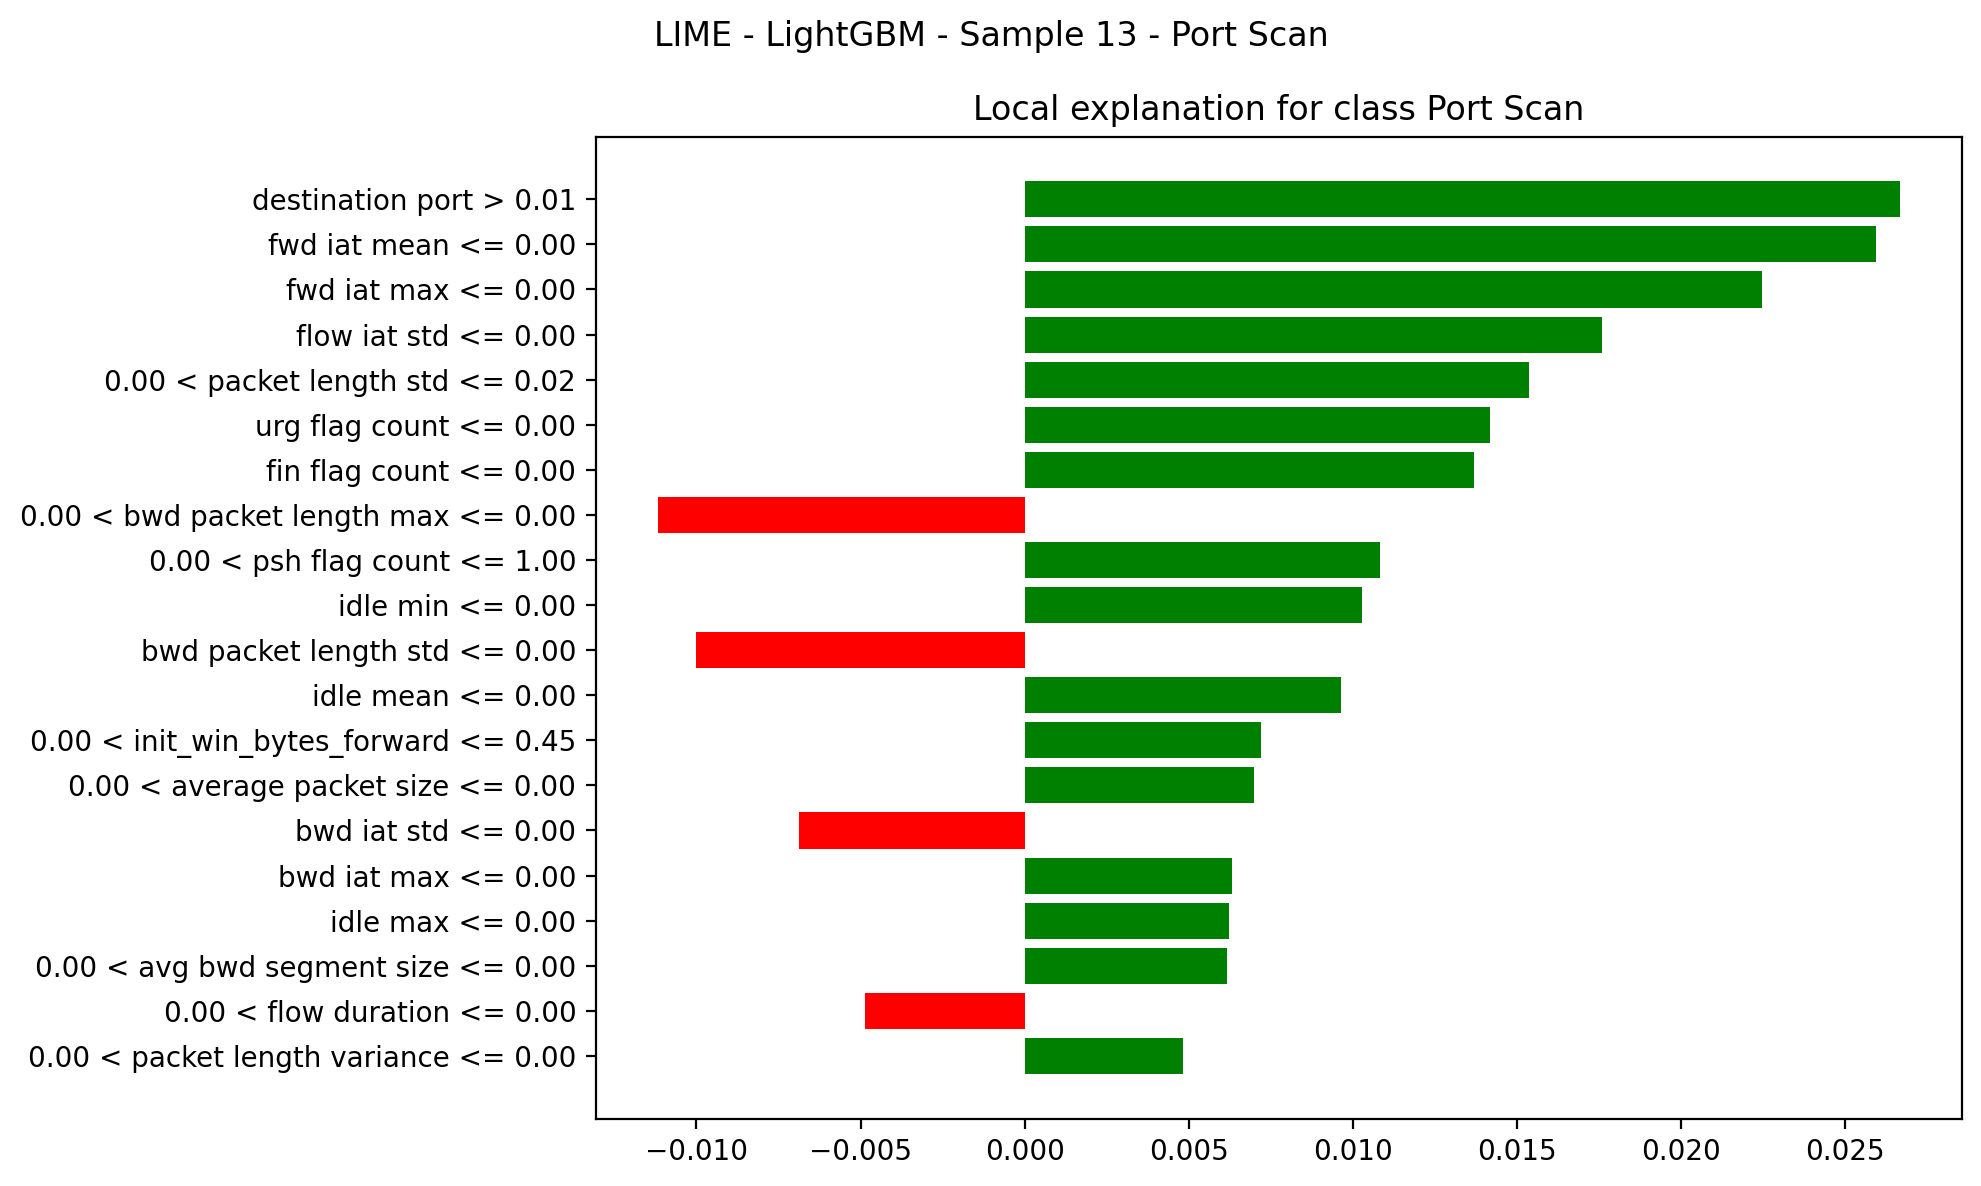 LIME - LightGBM - Sample 13 - Port Scan
Local explanation for class Port Scan
destination port > 0.01
fwd iat mean <= 0.00
fwd iat max <= 0.00
flow iat std <= 0.00
0.00 < packet length std <= 0.02
urg flag count <= 0.00
fin flag count <= 0.00
0.00 < bwd packet length max <= 0.00
0.00 < psh flag count <= 1.00
idle min <= 0.00
bwd packet length std <= 0.00
idle mean <= 0.00
0.00 < init_win_bytes_forward <= 0.45
0.00 < average packet size <= 0.00
bwd iat std <= 0.00
bwd iat max <= 0.00
idle max <= 0.00
0.00 < avg bwd segment size <= 0.00
0.00 < flow duration <= 0.00
0.00 < packet length variance <= 0.00
−0.010 −0.005 0.000 0.005 0.010 0.015 0.020 0.025